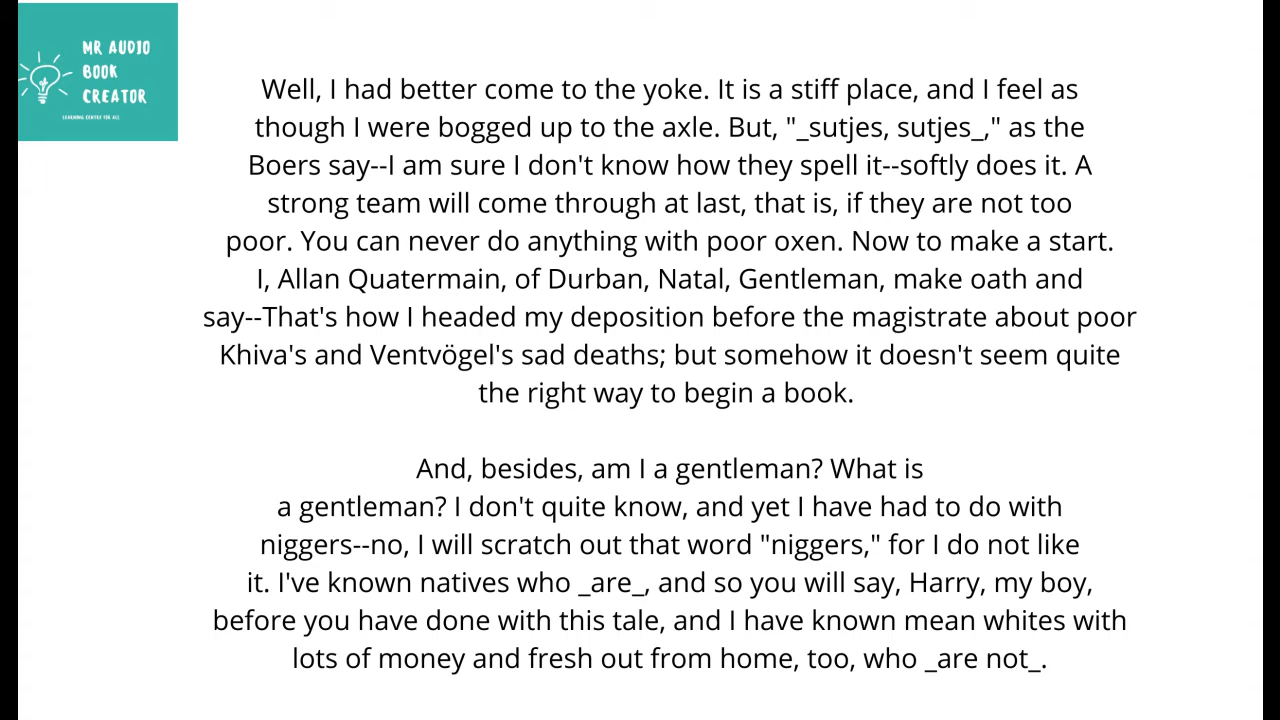 MR AUDIO
BOOK
CREATOR
LEARNING CENTRE FOR ALL
Well, I had better come to the yoke. It is a stiff place, and I feel as
though I were bogged up to the axle. But, "_sutjes, sutjes_," as the
Boers say--I am sure I don't know how they spell it--softly does it. A
strong team will come through at last, that is, if they are not too
poor. You can never do anything with poor oxen. Now to make a start.
I, Allan Quatermain, of Durban, Natal, Gentleman, make oath and
say--That's how I headed my deposition before the magistrate about poor
Khiva's and Ventvögel's sad deaths; but somehow it doesn't seem quite
the right way to begin a book.
And, besides, am I a gentleman? What is
a gentleman? I don't quite know, and yet I have had to do with
niggers--no, I will scratch out that word "niggers," for I do not like
it. I've known natives who _are_, and so you will say, Harry, my boy,
before you have done with this tale, and I have known mean whites with
lots of money and fresh out from home, too, who _are not_.